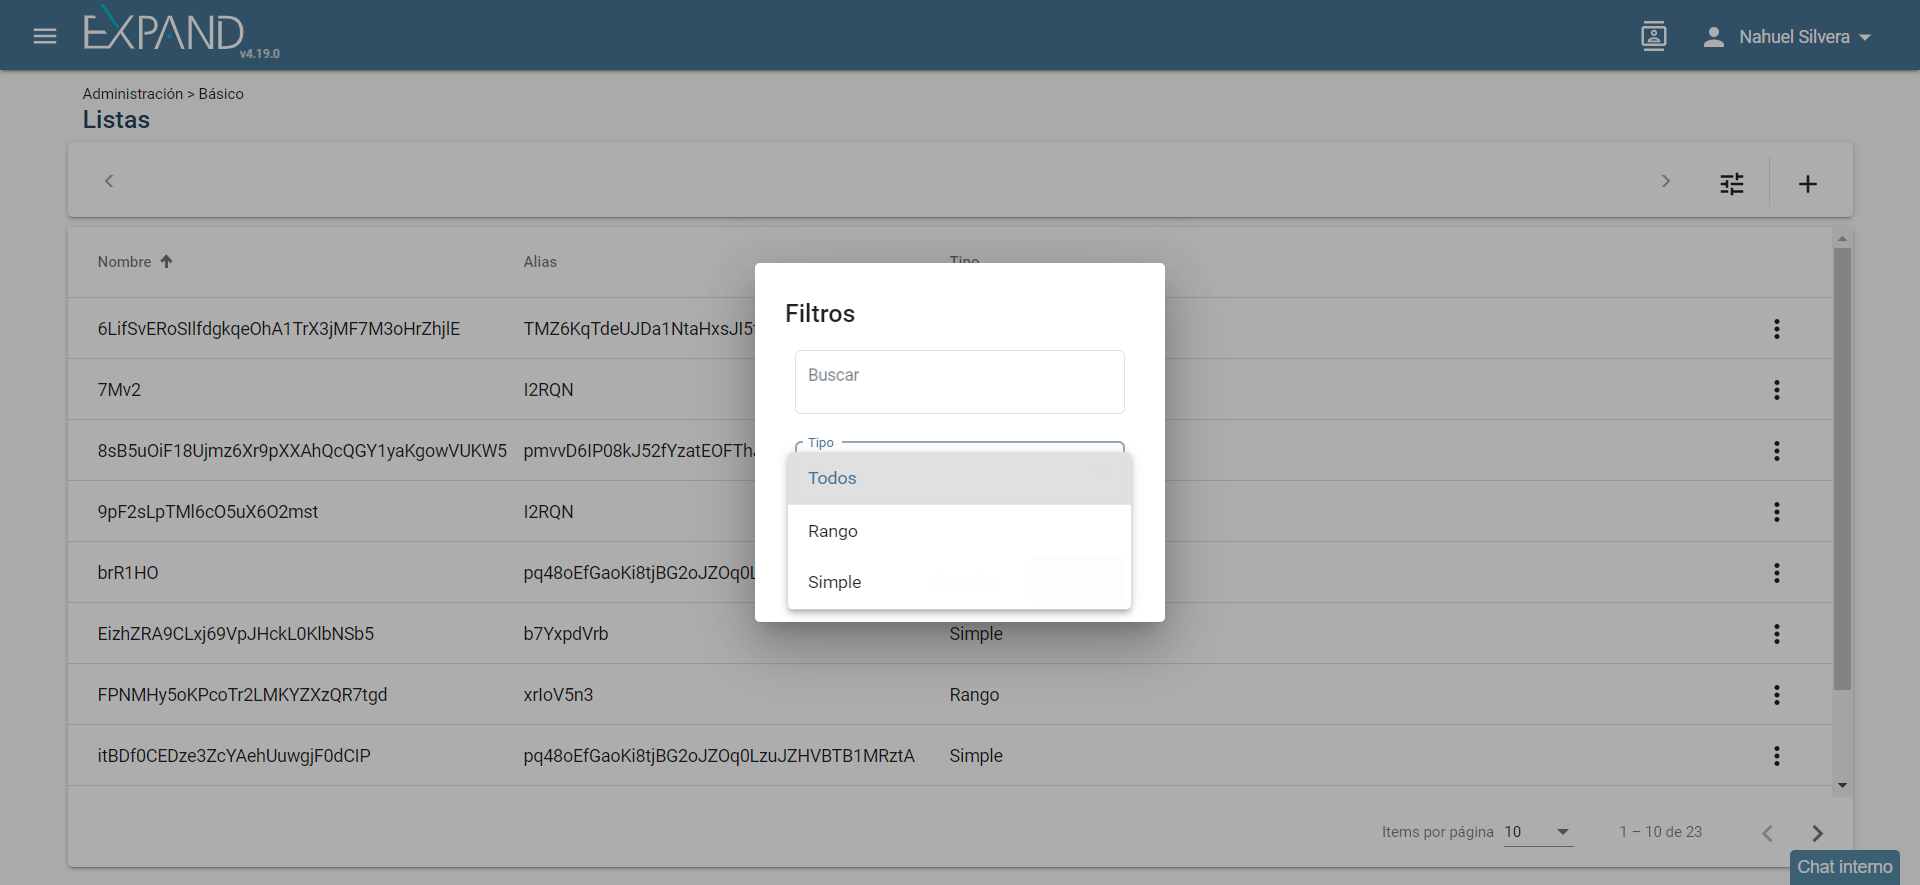 EXPAND
v4.19.0
Nahuel Silvera
Administración > Básico
Listas
Nombre Alias Tipo
6LifSvERoSIlfdgkqeOhA1TrX3jMF7M3oHrZhjlE TMZ6KqTdeUJDa1NtaHxsJI5
7Mv2 I2RQN
8sB5uOiF18Ujmz6Xr9pXXAhQcQGY1yaKgowVUKW5 pmvvD6IP08kJ52fYzatEOFTh
9pF2sLpTMl6cO5uX6O2mst I2RQN
brR1HO pq48oEfGaoKi8tjBG2oJZOq0L
EizhZRA9CLxj69VpJHckL0KlbNSb5 b7YxpdVrb Simple
FPNMHy5oKPcoTr2LMKYZXzQR7tgd xrIoV5n3 Rango
itBDf0CEDze3ZcYAehUuwgjF0dCIP pq48oEfGaoKi8tjBG2oJZOq0LzuJZHVBTB1MRztA Simple
Filtros
Buscar
Tipo
Todos
Rango
Simple
Items por página 10 1 – 10 de 23
Chat interno